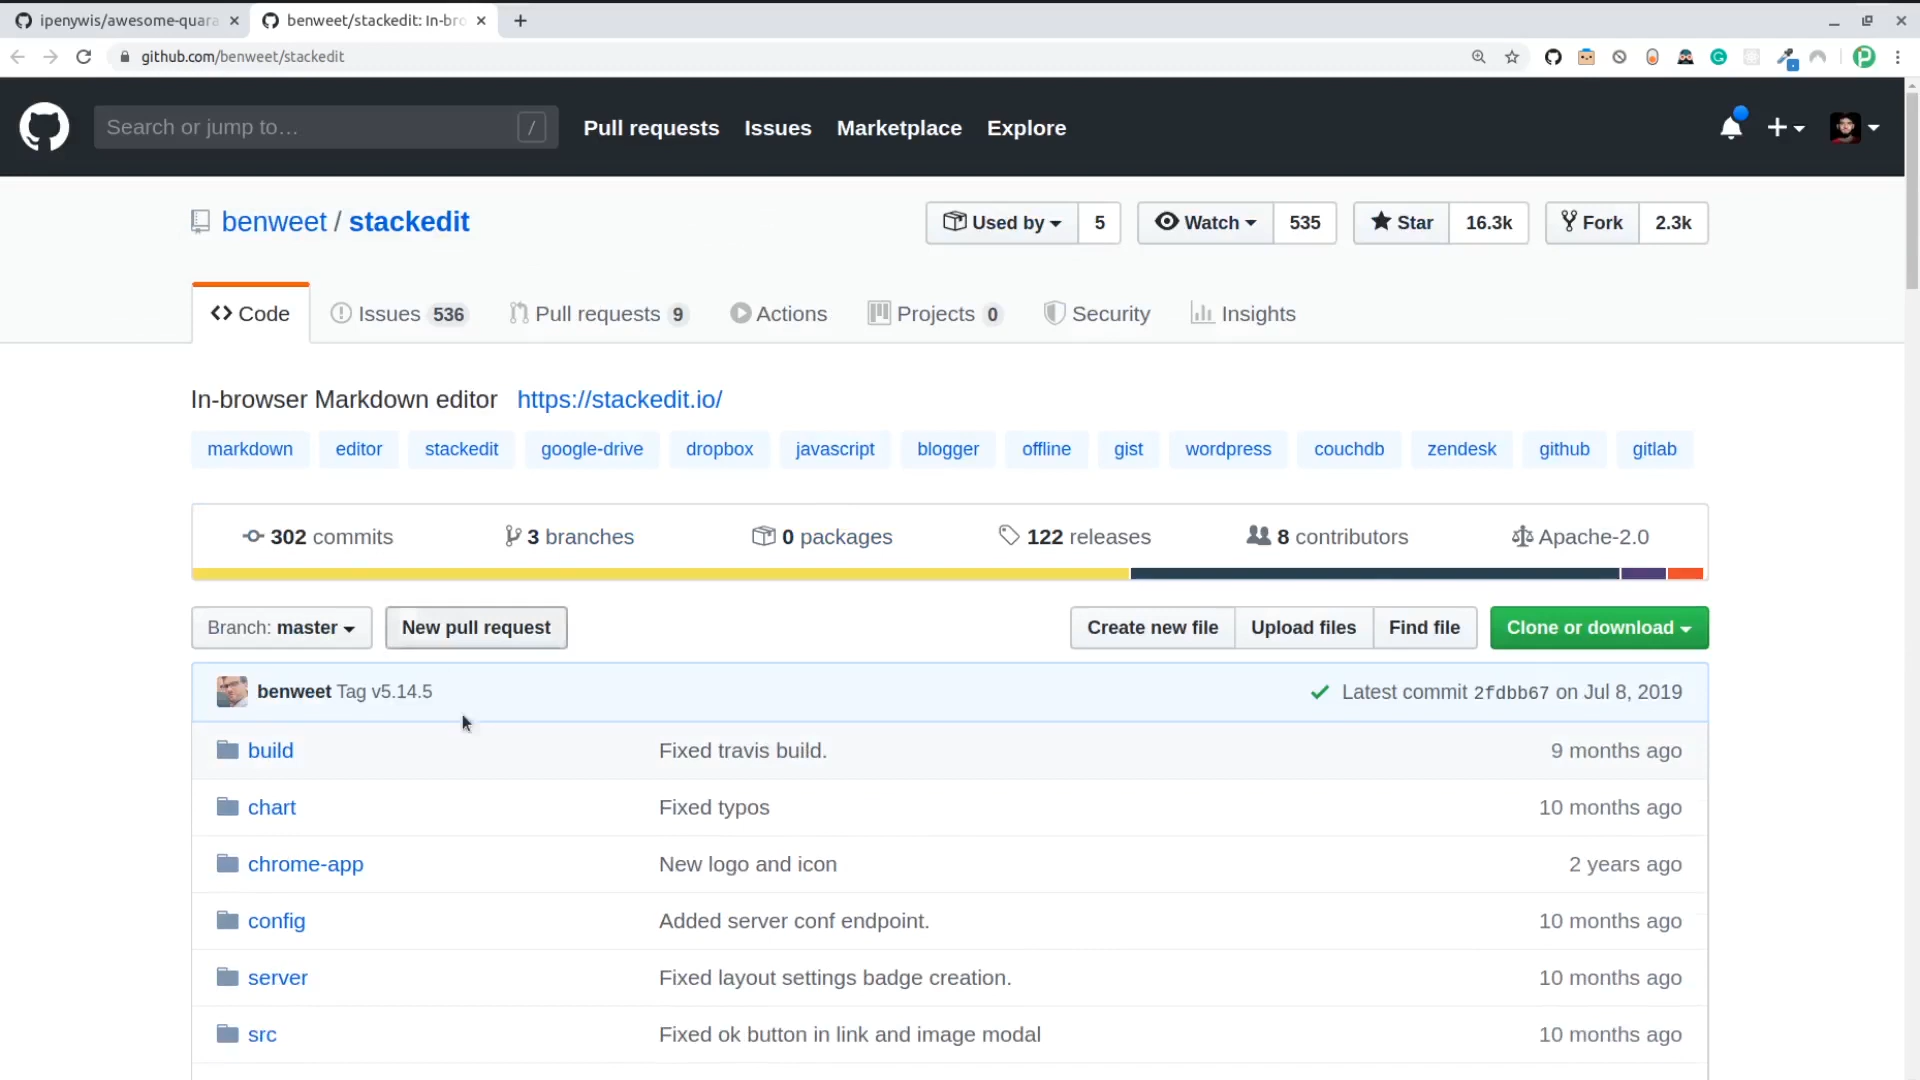 ipenywis/awesome-quara
benweet/stackedit: In-bro
github.com/benweet/stackedit
Search or jump to…
/
Pull requests
Issues
Marketplace
Explore
benweet / stackedit
Used by 5
Watch 535
Star 16.3k
Fork 2.3k
Code
Issues 536
Pull requests 9
Actions
Projects 0
Security
Insights
In-browser Markdown editor https://stackedit.io/
markdown editor stackedit google-drive dropbox javascript blogger offline gist wordpress couchdb zendesk github gitlab
302 commits
3 branches
0 packages
122 releases
8 contributors
Apache-2.0
Branch: master
New pull request
Create new file
Upload files
Find file
Clone or download
benweet Tag v5.14.5
Latest commit 2fdbb67 on Jul 8, 2019
build Fixed travis build. 9 months ago
chart Fixed typos 10 months ago
chrome-app New logo and icon 2 years ago
config Added server conf endpoint. 10 months ago
server Fixed layout settings badge creation. 10 months ago
src Fixed ok button in link and image modal 10 months ago